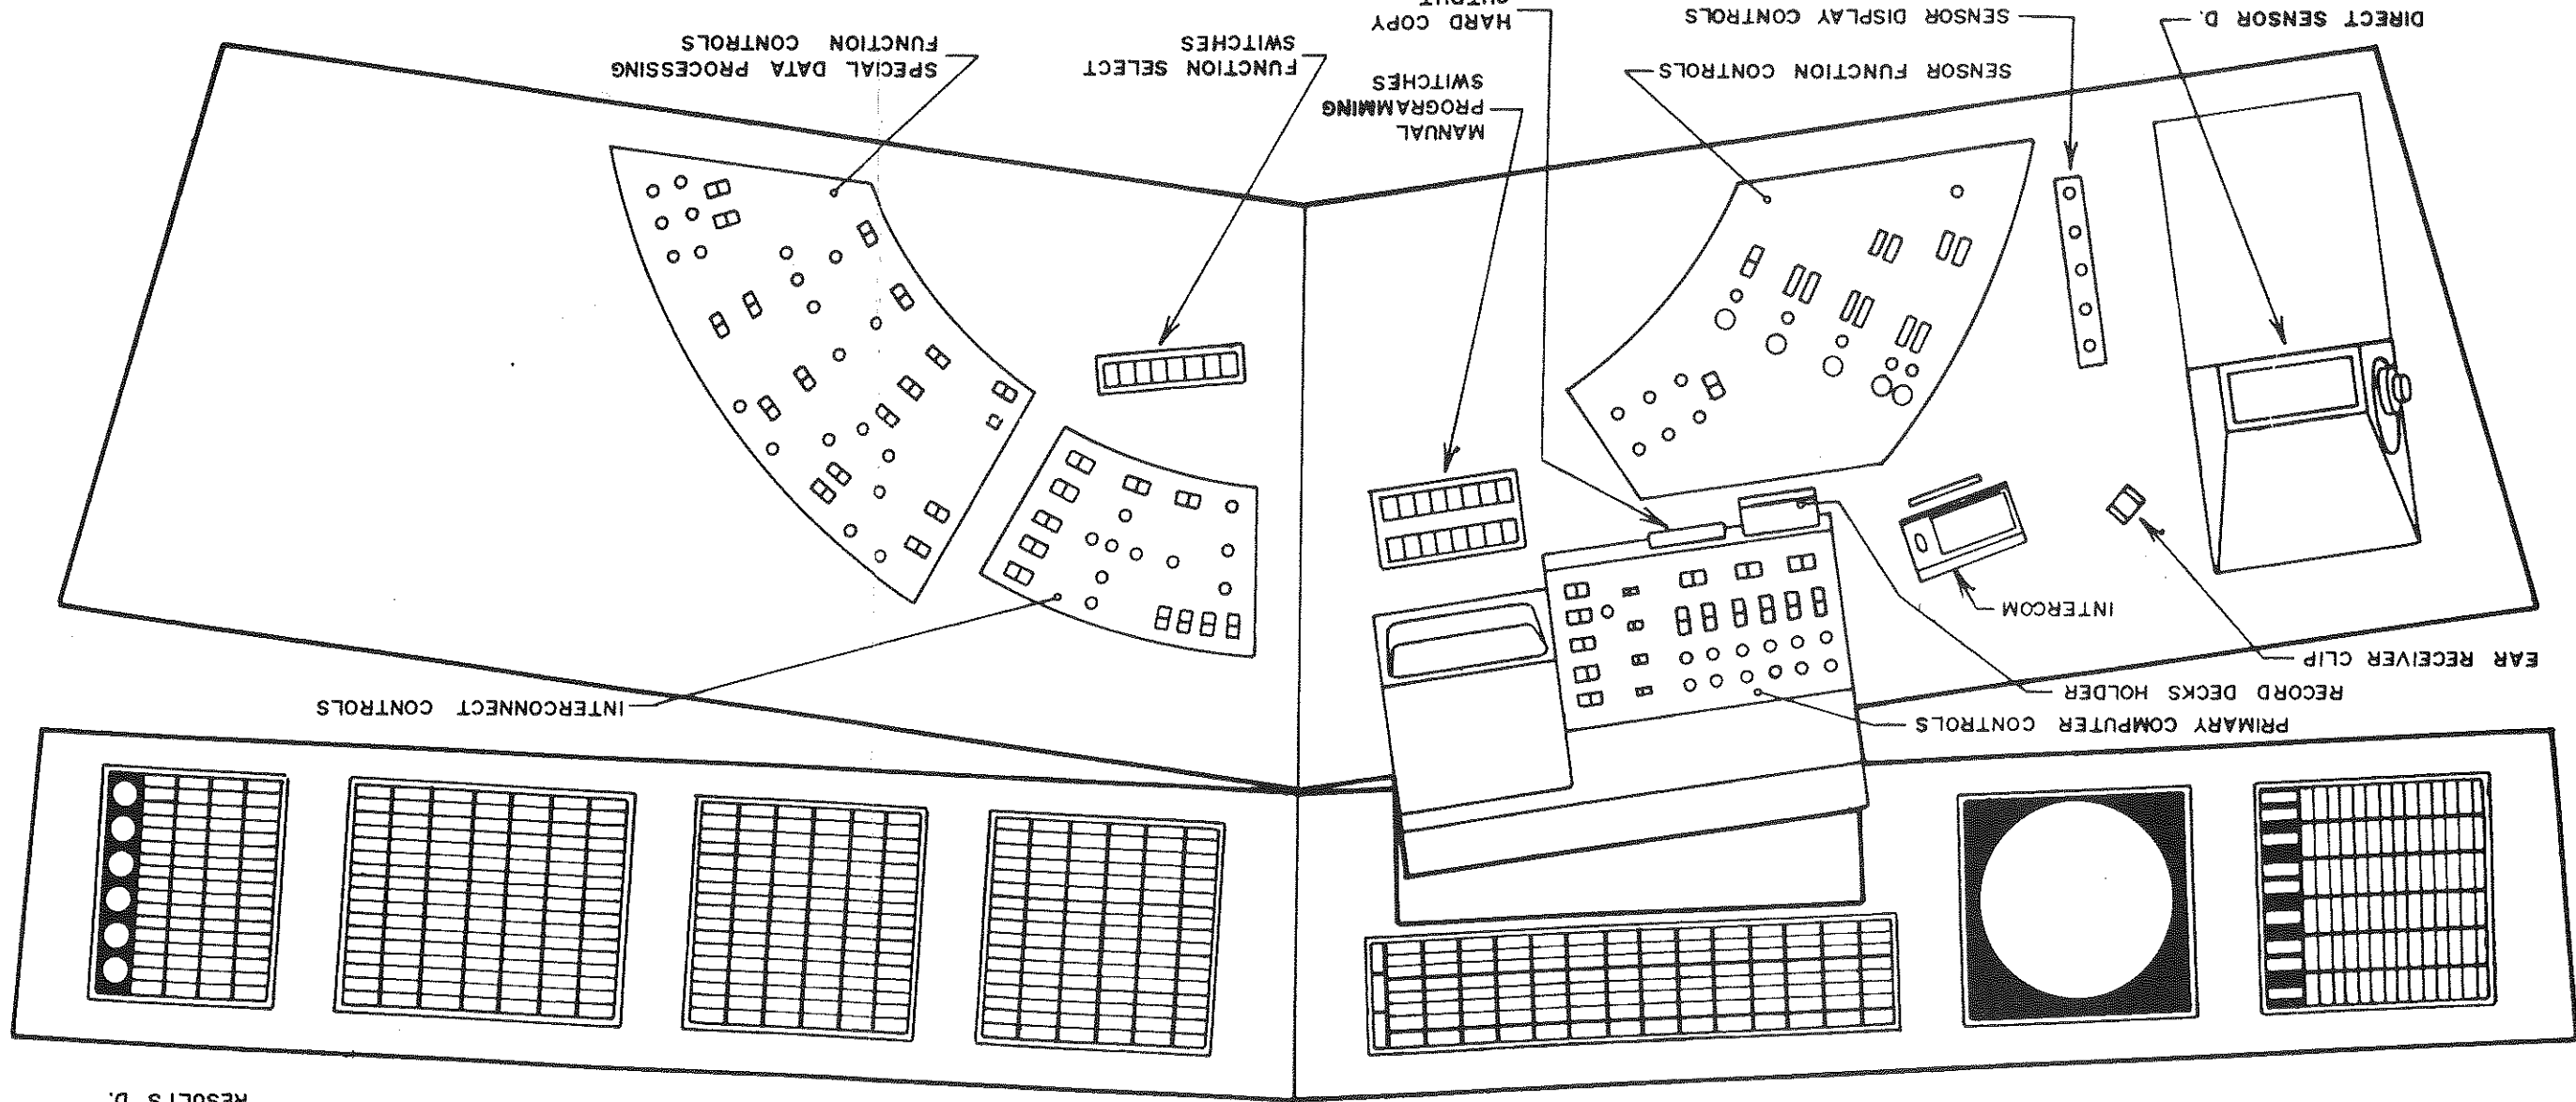 RESULTS D.
PRIMARY COMPUTER CONTROLS
RECORD DECKS HOLDER
EAR RECEIVER CLIP
INTERCOM
INTERCONNECT CONTROLS
MANUAL
PROGRAMMING
SWITCHES
SENSOR FUNCTION CONTROLS
FUNCTION SELECT
SWITCHES
SPECIAL DATA PROCESSING
FUNCTION CONTROLS
DIRECT SENSOR D.
SENSOR DISPLAY CONTROLS
HARD COPY
OUTPUT